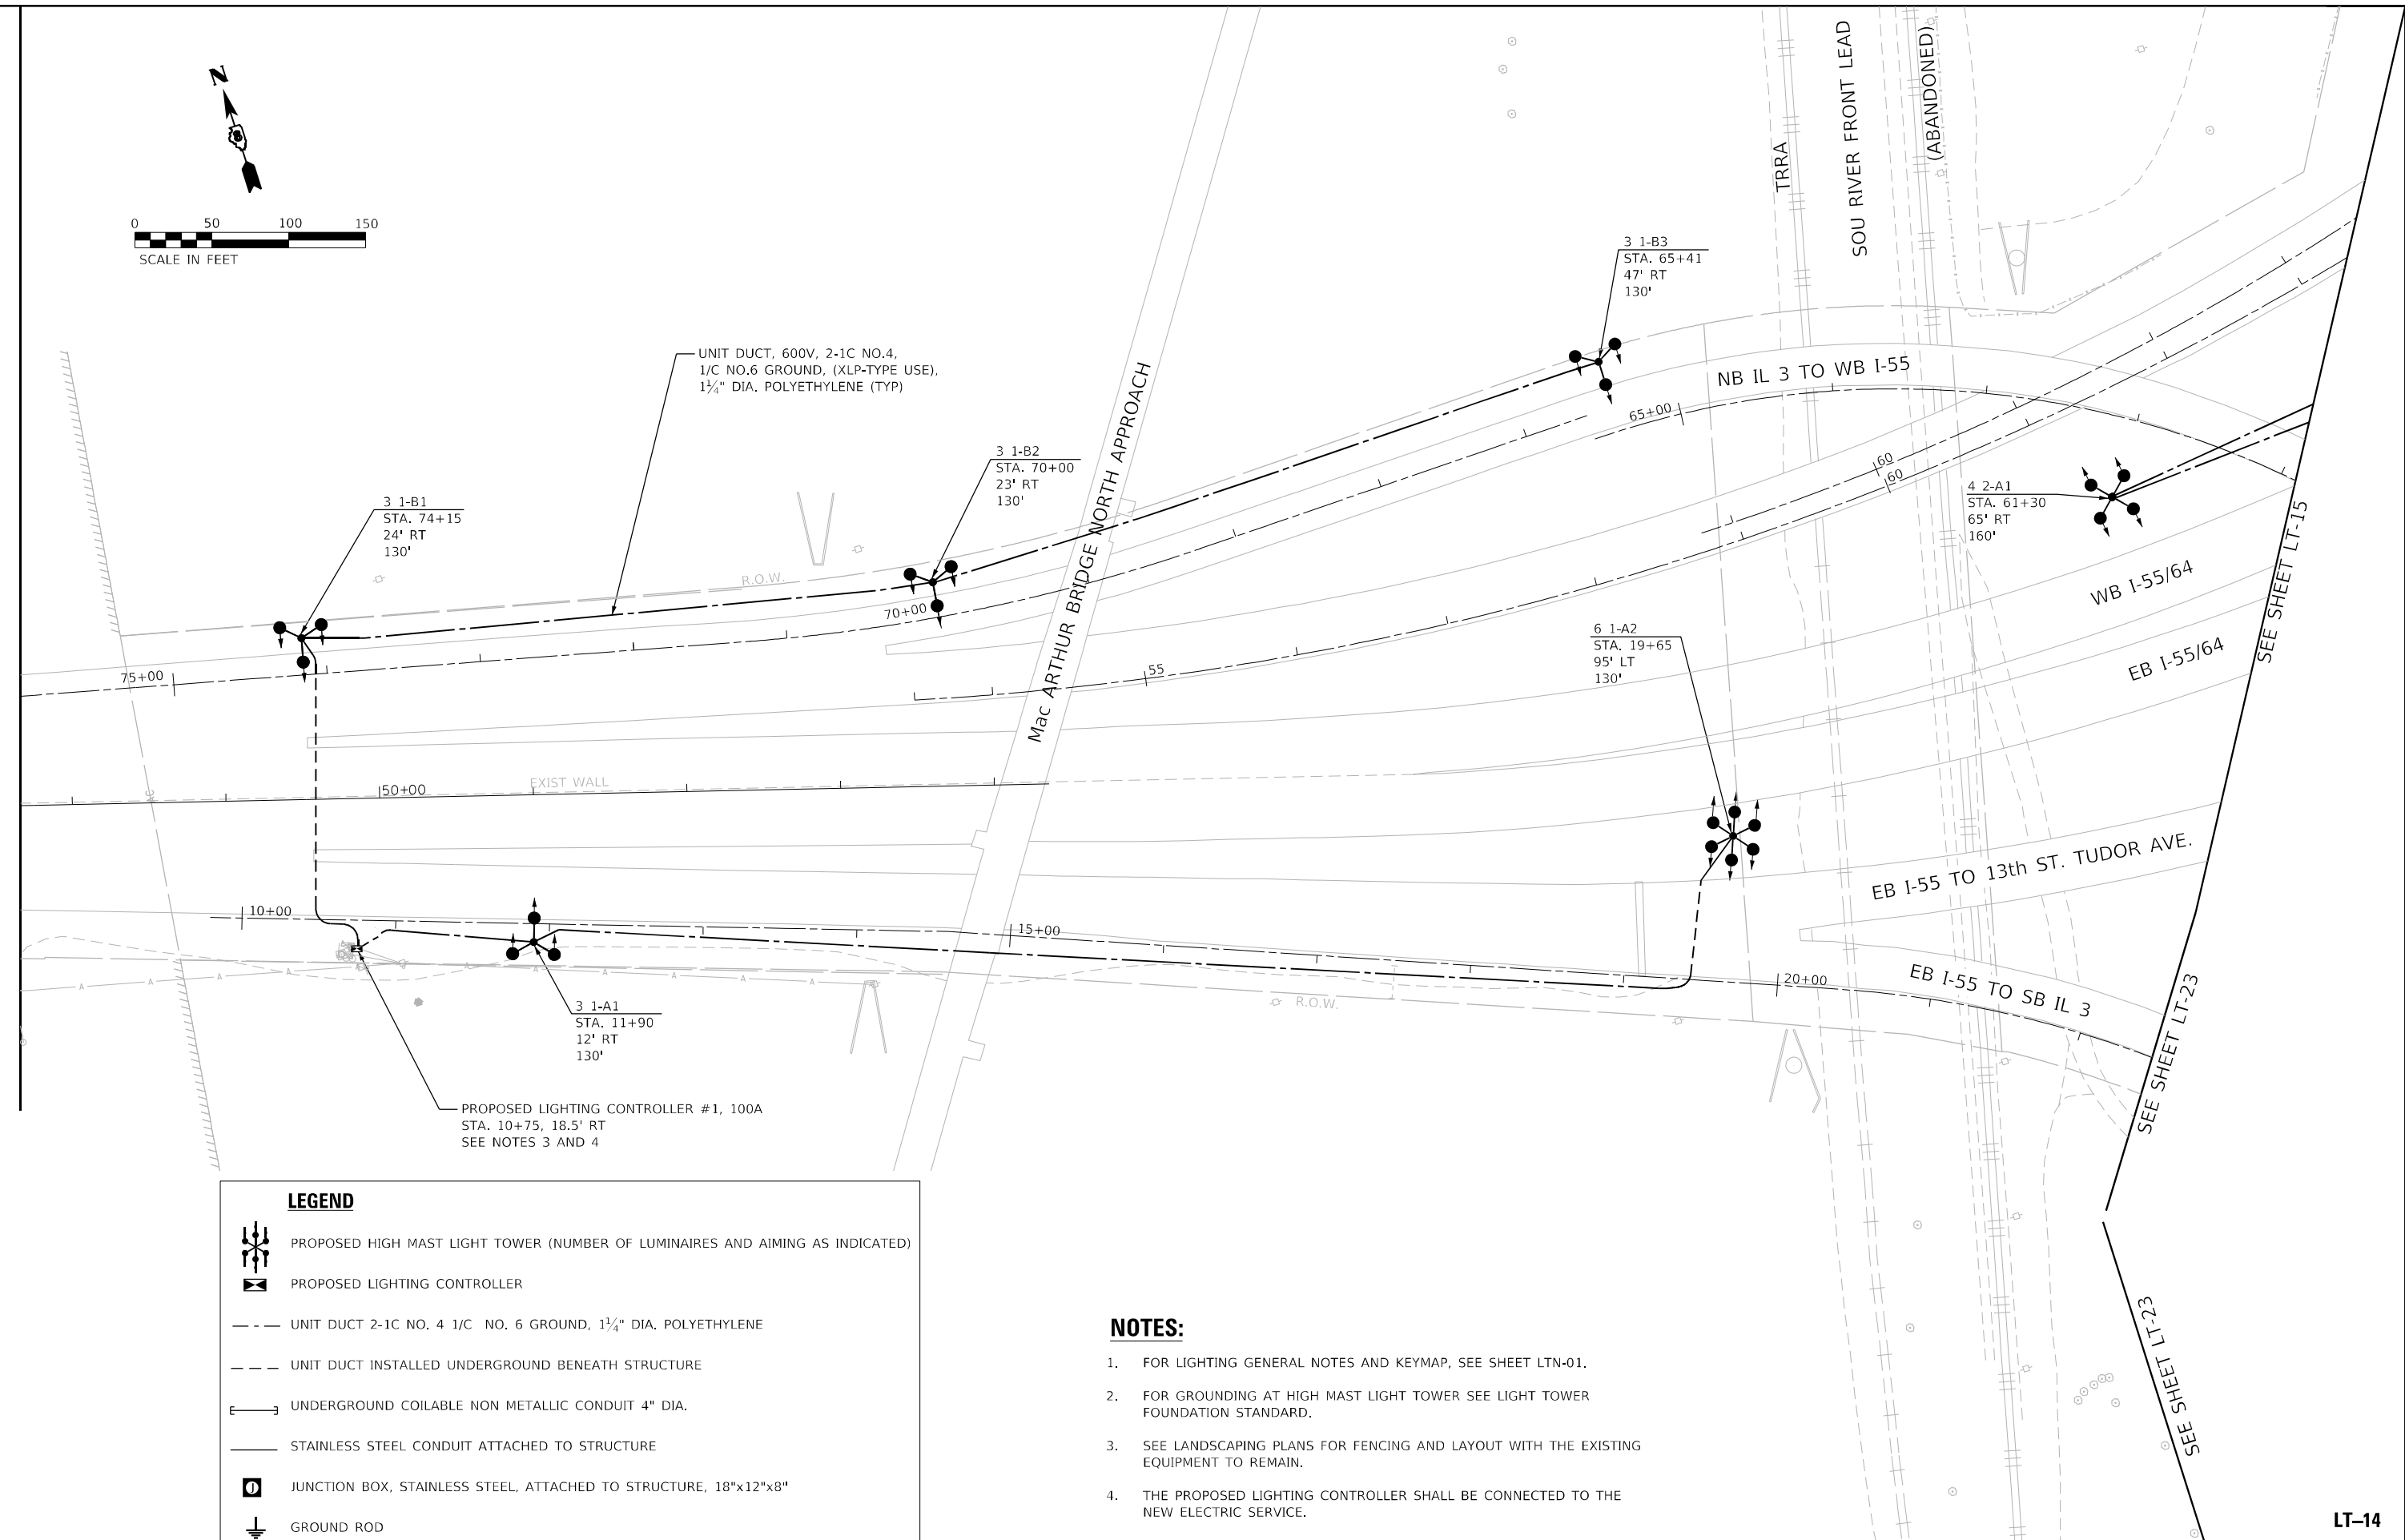 N
0 50 100 150
SCALE IN FEET
TRRA
SOU RIVER FRONT LEAD
(ABANDONED)
3 1-B3
STA. 65+41
47' RT
130'
UNIT DUCT, 600V, 2-1C NO.4,
1/C NO.6 GROUND, (XLP-TYPE USE),
1¼" DIA. POLYETHYLENE (TYP)
NB IL 3 TO WB I-55
65+00
3 1-B2
STA. 70+00
23' RT
130'
60
60
4 2-A1
STA. 61+30
65' RT
160'
3 1-B1
STA. 74+15
24' RT
130'
R.O.W.
70+00
Mac ARTHUR BRIDGE NORTH APPROACH
WB I-55/64
SEE SHEET LT-15
EB I-55/64
6 1-A2
STA. 19+65
95' LT
130'
75+00
55
50+00
EXIST WALL
EB I-55 TO 13th ST. TUDOR AVE.
10+00
15+00
20+00
EB I-55 TO SB IL 3
R.O.W.
A A A A A A A A A
3 1-A1
STA. 11+90
12' RT
130'
SEE SHEET LT-23
PROPOSED LIGHTING CONTROLLER #1, 100A
STA. 10+75, 18.5' RT
SEE NOTES 3 AND 4
LEGEND
PROPOSED HIGH MAST LIGHT TOWER (NUMBER OF LUMINAIRES AND AIMING AS INDICATED)
PROPOSED LIGHTING CONTROLLER
UNIT DUCT 2-1C NO. 4 1/C NO. 6 GROUND, 1¼" DIA. POLYETHYLENE
UNIT DUCT INSTALLED UNDERGROUND BENEATH STRUCTURE
UNDERGROUND COILABLE NON METALLIC CONDUIT 4" DIA.
STAINLESS STEEL CONDUIT ATTACHED TO STRUCTURE
J JUNCTION BOX, STAINLESS STEEL, ATTACHED TO STRUCTURE, 18"x12"x8"
GROUND ROD
NOTES:
1. FOR LIGHTING GENERAL NOTES AND KEYMAP, SEE SHEET LTN-01.
2. FOR GROUNDING AT HIGH MAST LIGHT TOWER SEE LIGHT TOWER
FOUNDATION STANDARD.
3. SEE LANDSCAPING PLANS FOR FENCING AND LAYOUT WITH THE EXISTING
EQUIPMENT TO REMAIN.
4. THE PROPOSED LIGHTING CONTROLLER SHALL BE CONNECTED TO THE
NEW ELECTRIC SERVICE.
SEE SHEET LT-23
LT–14